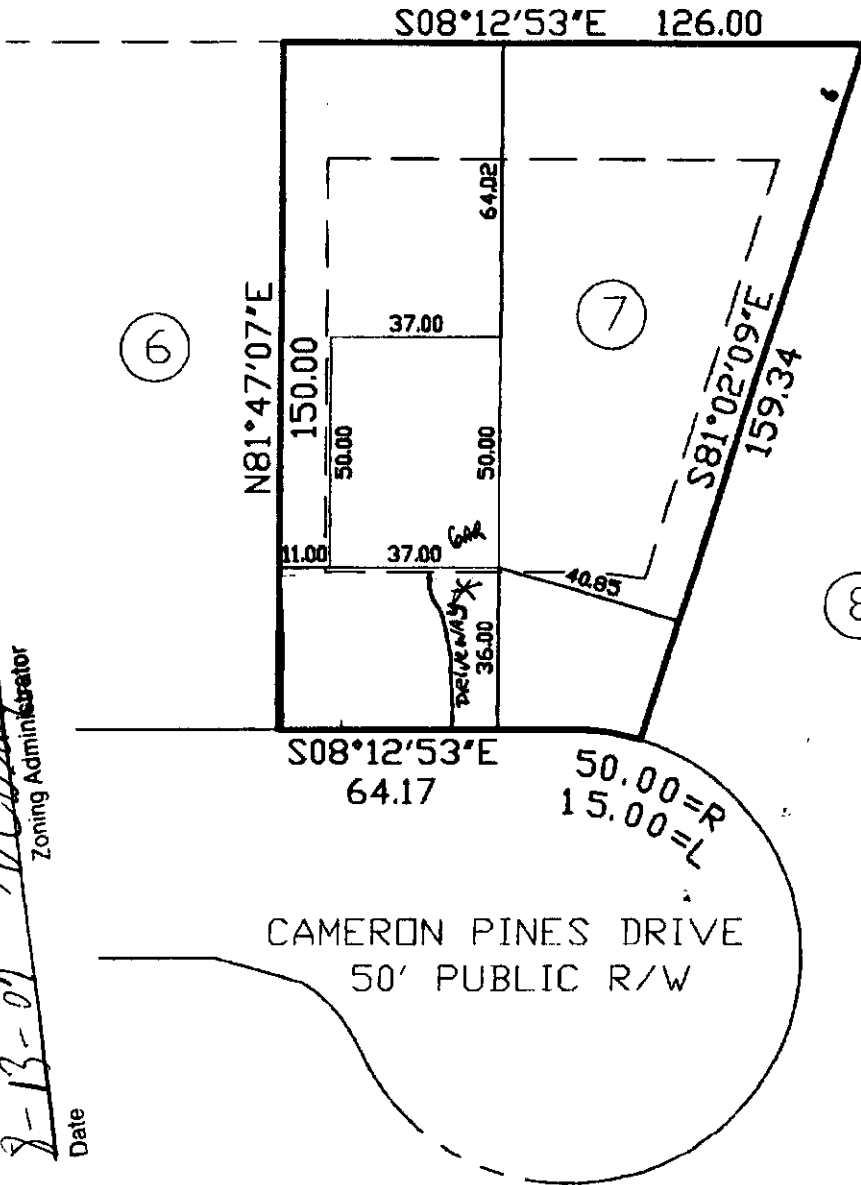 S08°12'53"E 126.00
6
64.02
6
N81°47'07"E
150.00
37.00
7
S81°02'09"E
159.34
50.00
50.00
GAR
11.00
37.00
40.85
8
DRIVEWAY
36.00
S08°12'53"E
64.17
50.00=R
15.00=L
CAMERON PINES DRIVE
50' PUBLIC R/W
Zoning Administrator
Date